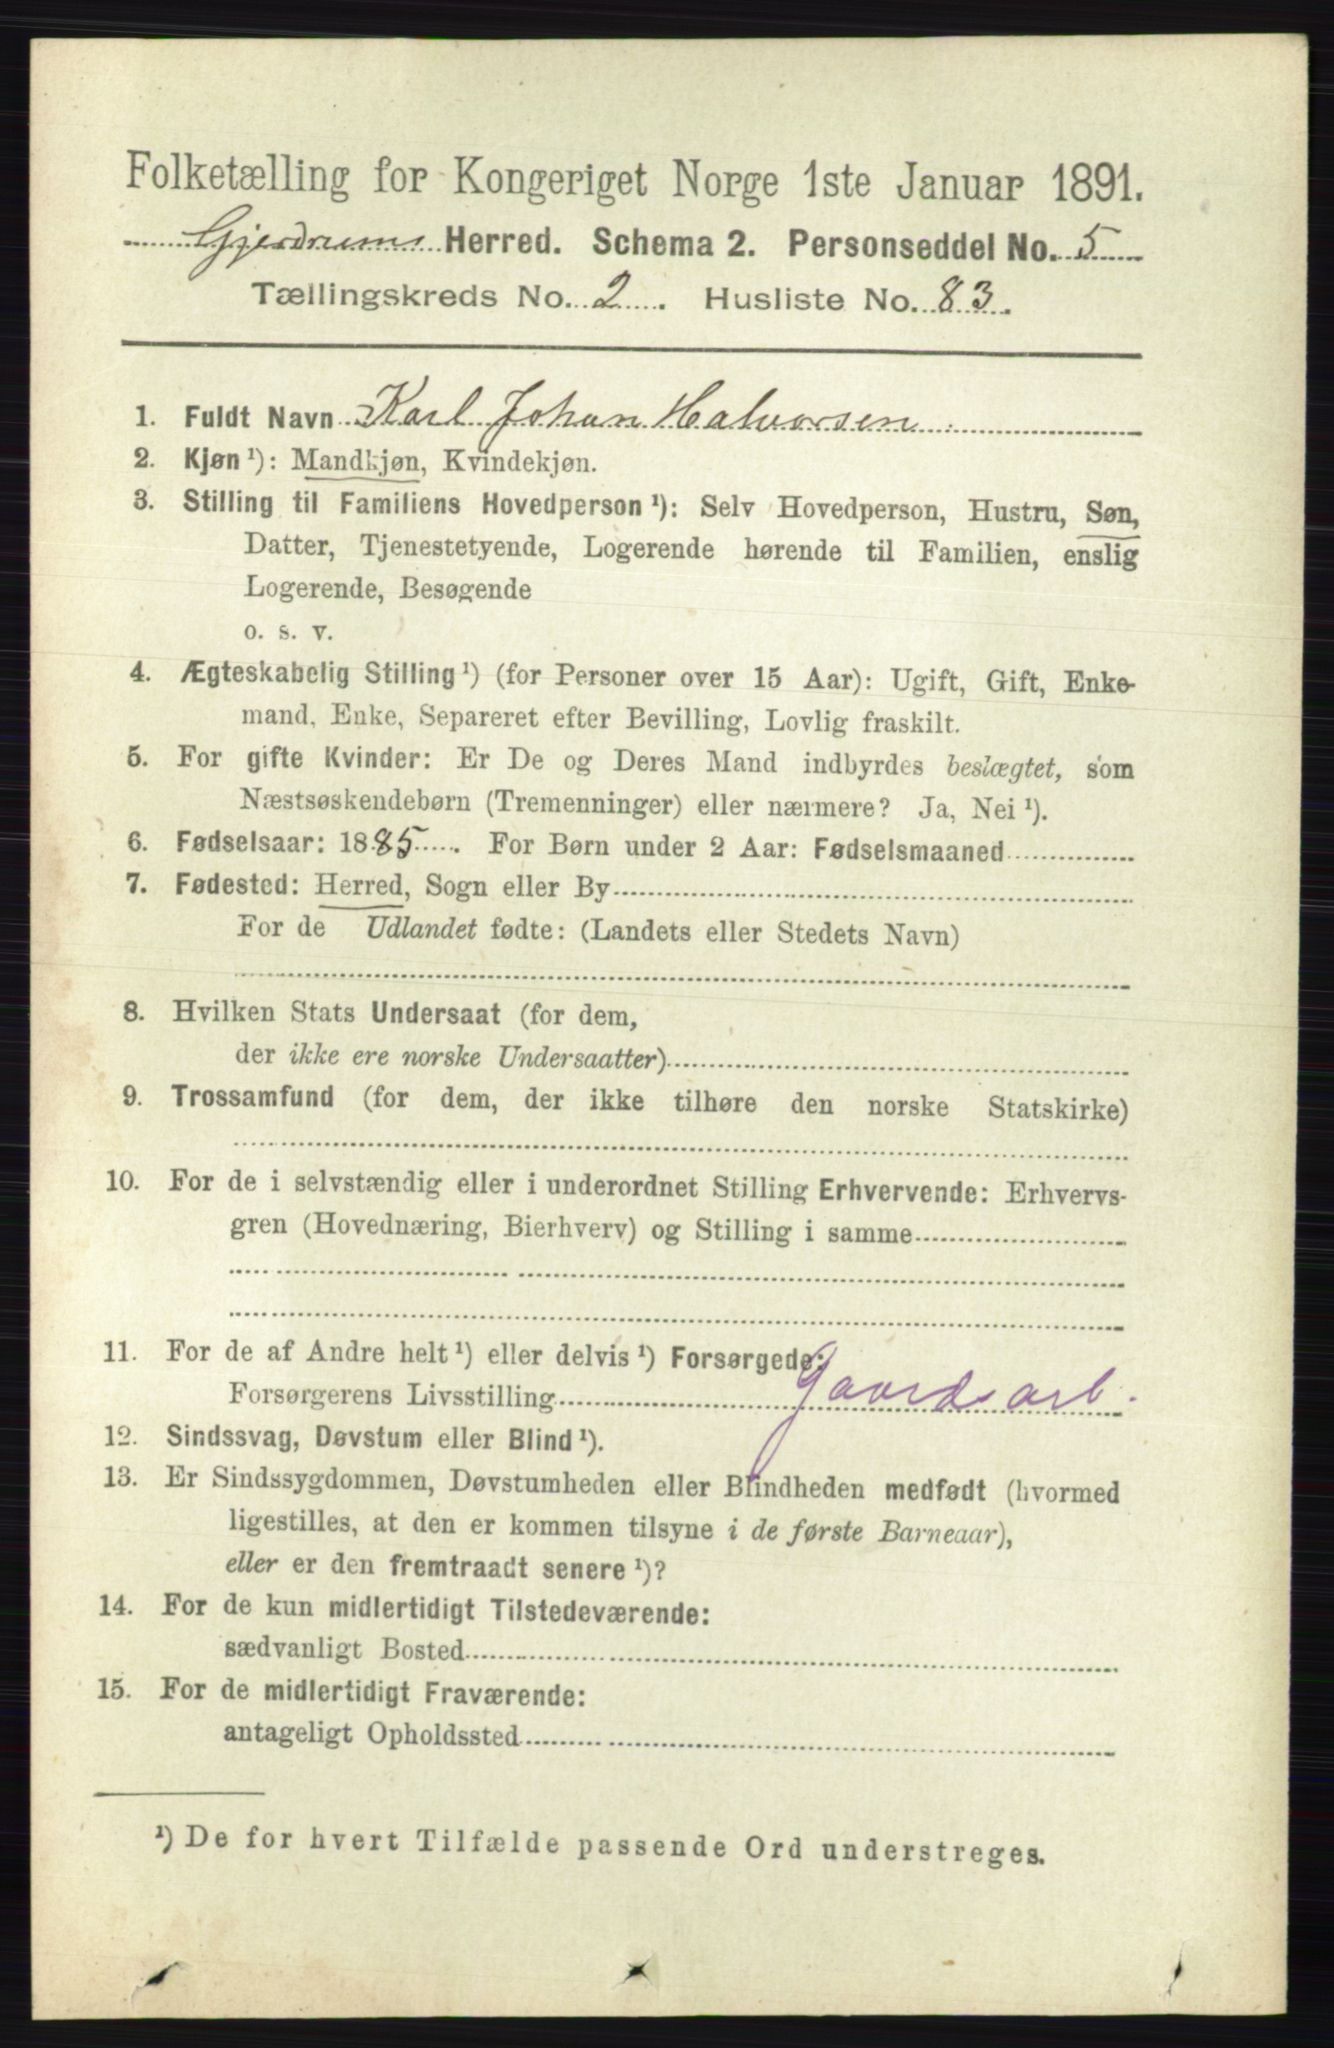 Folketælling for Kongeriget Norge 1ste Januar 1891.
Gjerdrums Herred. Schema 2. Personseddel No. 5
Tællingskreds No. 2. Husliste No. 83.
1. Fuldt Navn Karl Johan Halvorsen
2. Kjøn ¹): Mandkjøn, Kvindekjøn.
3. Stilling til Familiens Hovedperson ¹): Selv Hovedperson, Hustru, Søn,
Datter, Tjenestetyende, Logerende hørende til Familien, enslig
Logerende, Besøgende
o. s. v.
4. Ægteskabelig Stilling ¹) (for Personer over 15 Aar): Ugift, Gift, Enke-
mand, Enke, Separeret efter Bevilling, Lovlig fraskilt.
5. For gifte Kvinder: Er De og Deres Mand indbyrdes beslægtet, som
Næstsøskendebørn (Tremenninger) eller nærmere? Ja, Nei ¹).
6. Fødselsaar: 1885. For Børn under 2 Aar: Fødselsmaaned
7. Fødested: Herred, Sogn eller By
For de Udlandet fødte: (Landets eller Stedets Navn)
8. Hvilken Stats Undersaat (for dem,
der ikke ere norske Undersaatter)
9. Trossamfund (for dem, der ikke tilhøre den norske Statskirke)
10. For de i selvstændig eller i underordnet Stilling Erhvervende: Erhvervs-
gren (Hovednæring, Bierhverv) og Stilling i samme
11. For de af Andre helt ¹) eller delvis ¹) Forsørgede:
Forsørgerens Livsstilling Gaardsarb.
12. Sindssvag, Døvstum eller Blind ¹).
13. Er Sindssygdommen, Døvstumheden eller Blindheden medfødt (hvormed
ligestilles, at den er kommen tilsyne i de første Barneaar),
eller er den fremtraadt senere ¹)?
14. For de kun midlertidigt Tilstedeværende:
sædvanligt Bosted
15. For de midlertidigt Fraværende:
antageligt Opholdssted
¹) De for hvert Tilfælde passende Ord understreges.